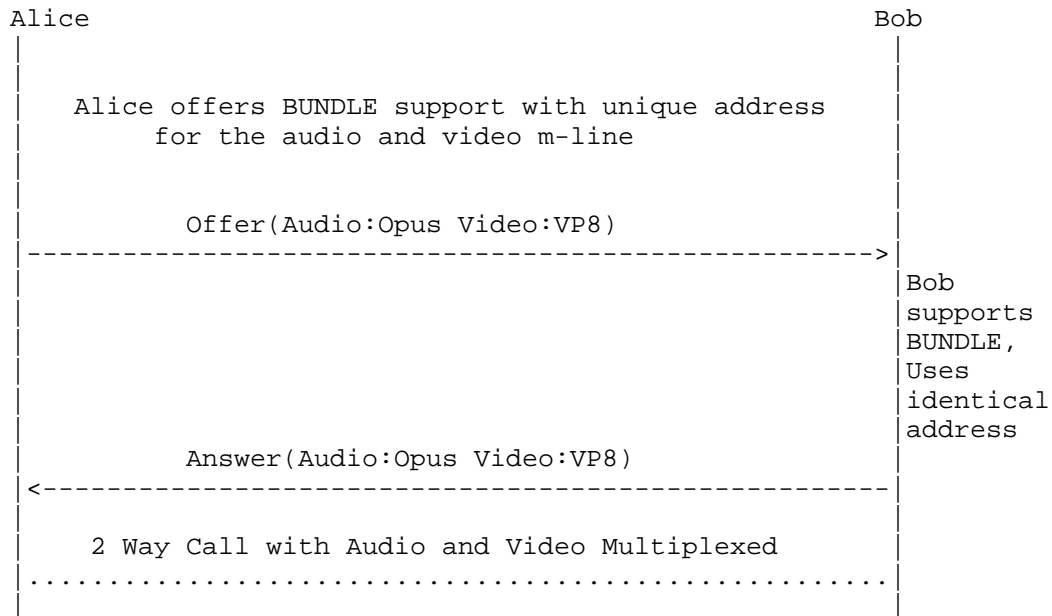 Alice Bob
Alice offers BUNDLE support with unique address
for the audio and video m-line
Offer(Audio:Opus Video:VP8)
Bob
supports
BUNDLE,
Uses
identical
address
Answer(Audio:Opus Video:VP8)
2 Way Call with Audio and Video Multiplexed